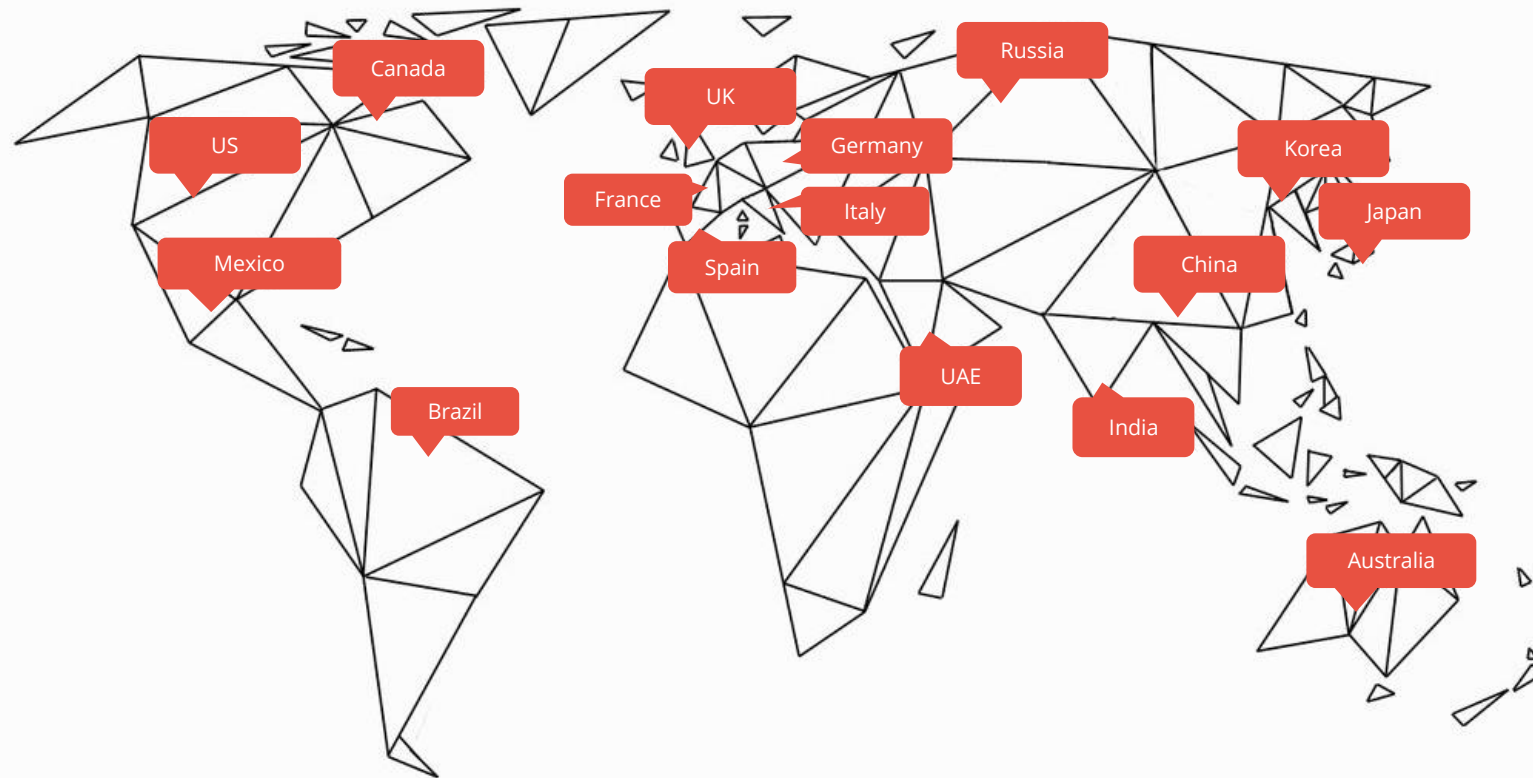 Russia
Canada
UK
US
Germany
Korea
France
Italy
Japan
Mexico
Spain
China
UAE
Brazil
India
Australia